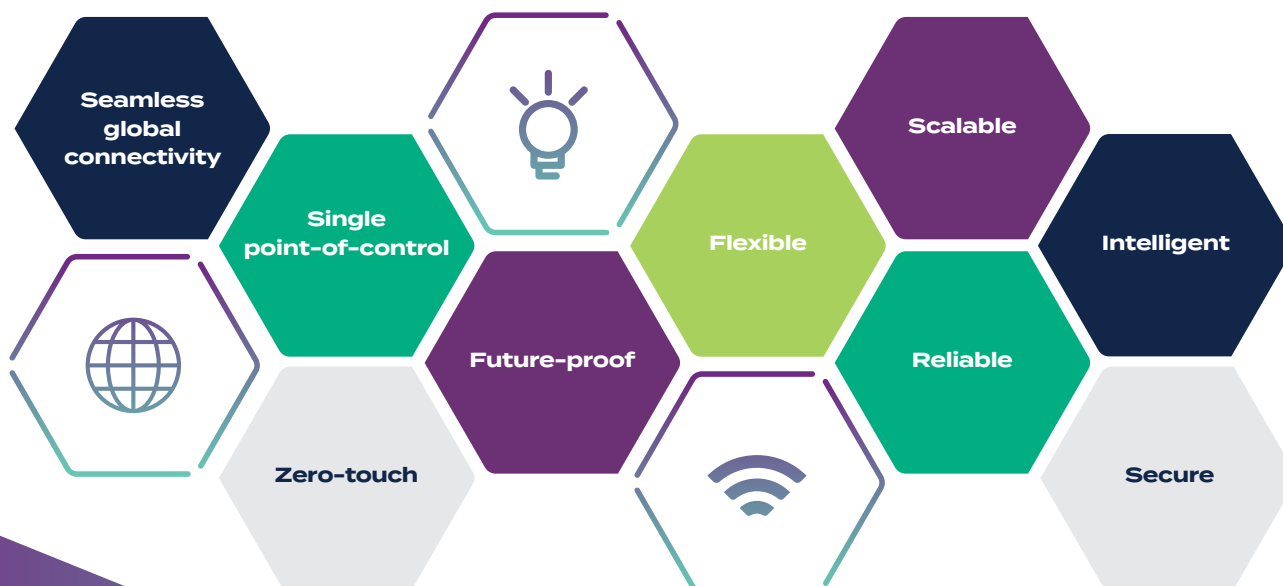 Seamless
global
connectivity
Single
point-of-control
Zero-touch
Future-proof
Flexible
Scalable
Reliable
Intelligent
Secure